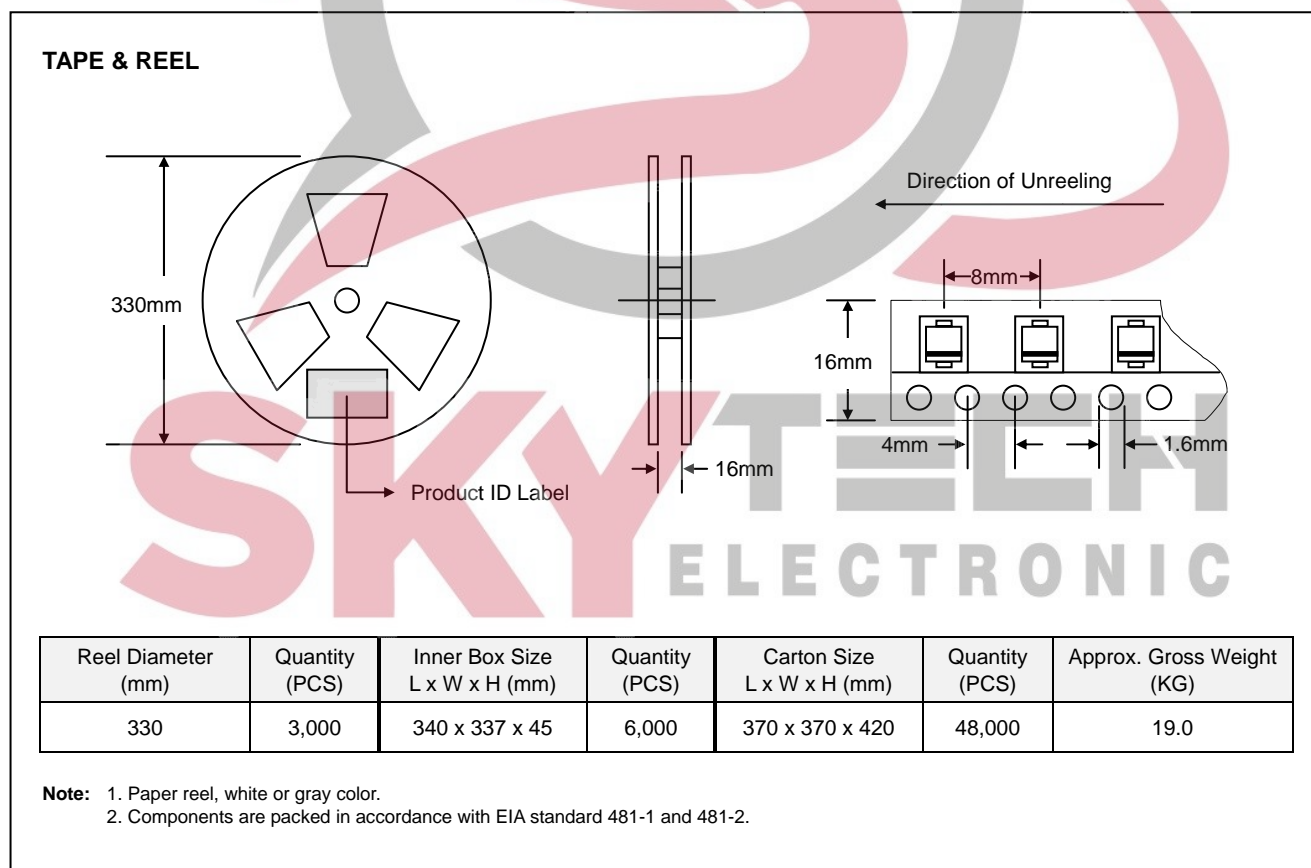 TAPE & REEL
Direction of Unreeling
8mm
330mm
16mm
4mm
1.6mm
16mm
Product ID Label
SKYTECH
ELECTRONIC
Reel Diameter (mm)
Quantity (PCS)
Inner Box Size L x W x H (mm)
Quantity (PCS)
Carton Size L x W x H (mm)
Quantity (PCS)
Approx. Gross Weight (KG)
330 3,000 340 x 337 x 45 6,000 370 x 370 x 420 48,000 19.0
Note: 1. Paper reel, white or gray color.
2. Components are packed in accordance with EIA standard 481-1 and 481-2.